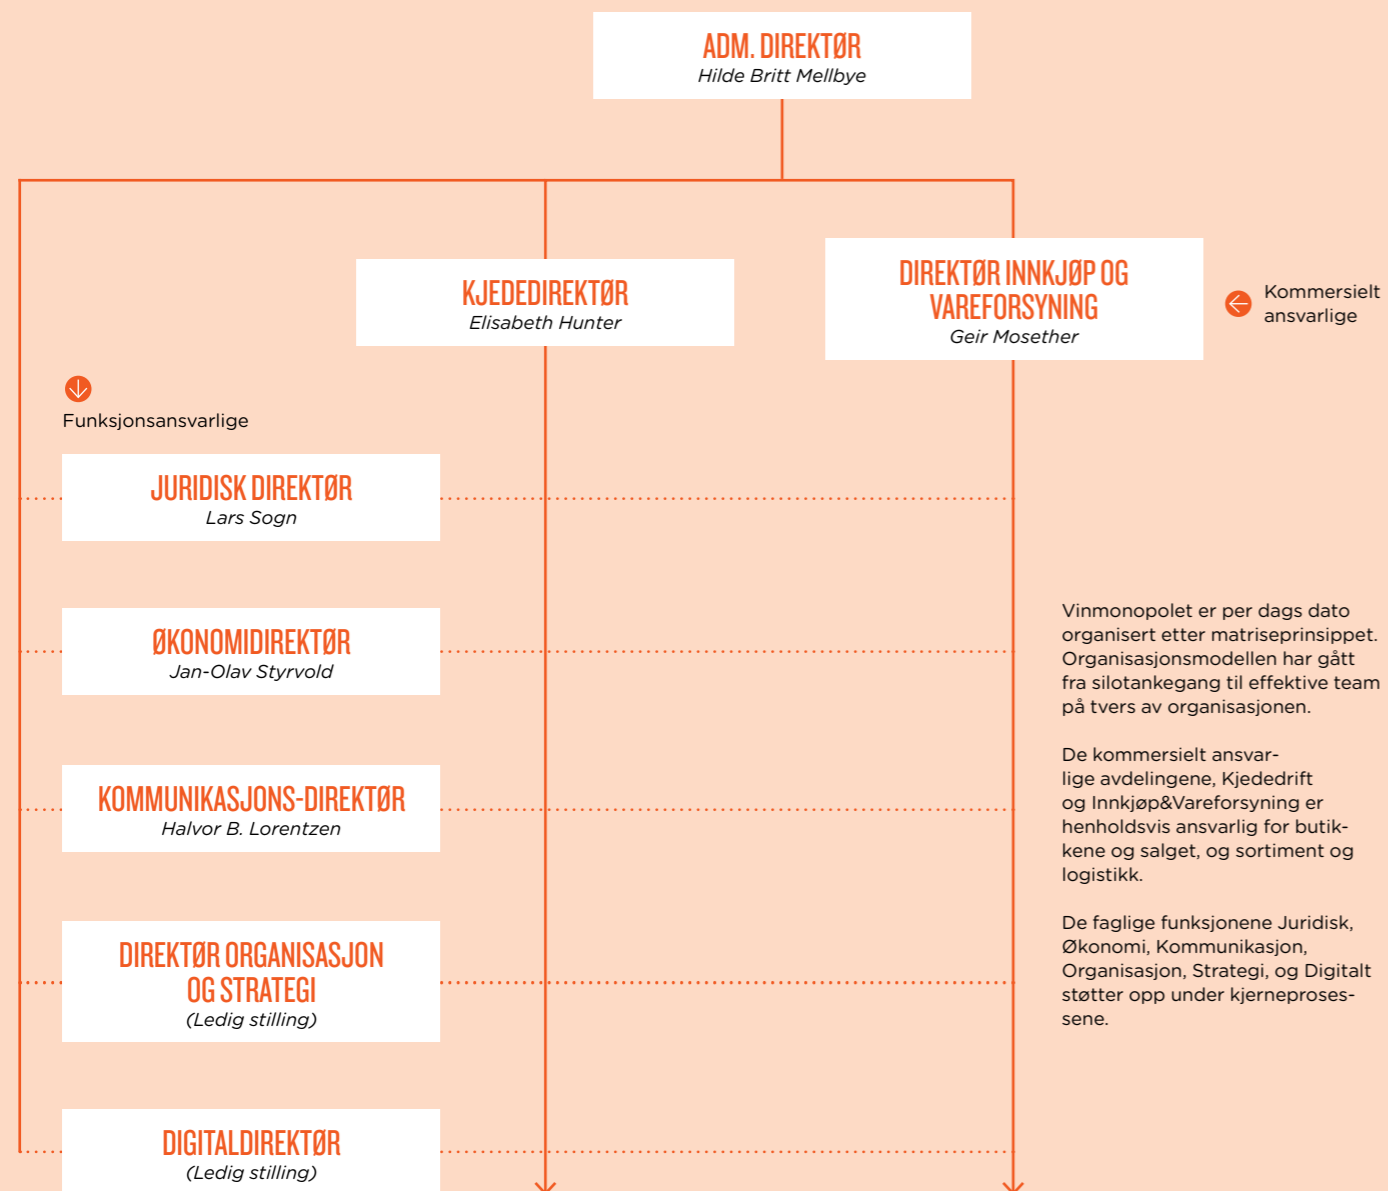 ADM. DIREKTØR
Hilde Britt Mellbye
KJEDEDIREKTØR
Elisabeth Hunter
DIREKTØR INNKJØP OG
VAREFORSYNING
Geir Mosether
Kommersielt
ansvarlige
Funksjonsansvarlige
JURIDISK DIREKTØR
Lars Sogn
ØKONOMIDIREKTØR
Jan-Olav Styrvold
KOMMUNIKASJONS-DIREKTØR
Halvor B. Lorentzen
DIREKTØR ORGANISASJON
OG STRATEGI
(Ledig stilling)
DIGITALDIREKTØR
(Ledig stilling)
Vinmonopolet er per dags dato
organisert etter matriseprinsippet.
Organisasjonsmodellen har gått
fra silotankegang til effektive team
på tvers av organisasjonen.
De kommersielt ansvar-
lige avdelingene, Kjededrift
og Innkjøp&Vareforsyning er
henholdsvis ansvarlig for butik-
kene og salget, og sortiment og
logistikk.
De faglige funksjonene Juridisk,
Økonomi, Kommunikasjon,
Organisasjon, Strategi, og Digitalt
støtter opp under kjerneproses-
sene.